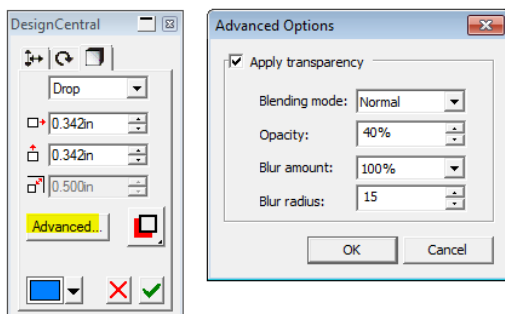 DesignCentral
Drop
0.342in
0.342in
0.500in
Advanced...
Advanced Options
Apply transparency
Blending mode: Normal
Opacity: 40%
Blur amount: 100%
Blur radius: 15
OK Cancel